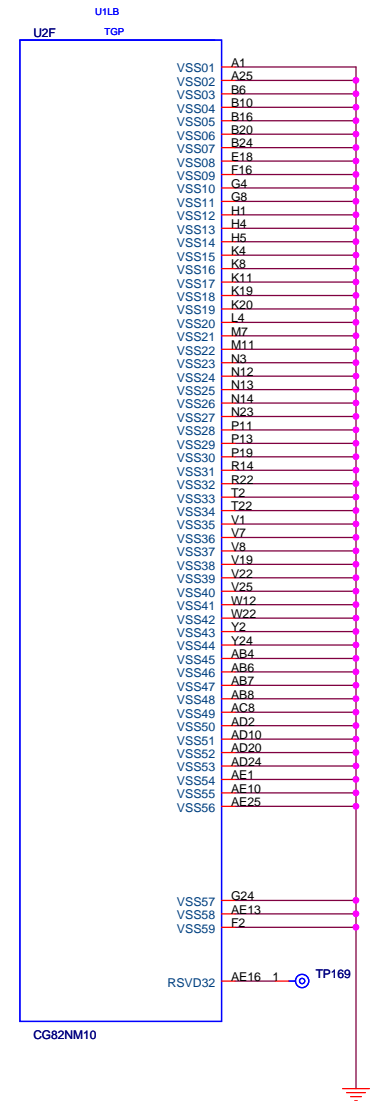 U1LB
U2F TGP
VSS01 A1
VSS02 A25
VSS03 B6
VSS04 B10
VSS05 B16
VSS06 B20
VSS07 B24
VSS08 E18
VSS09 F16
VSS10 G4
VSS11 G8
VSS12 H1
VSS13 H4
VSS14 H5
VSS15 K4
VSS16 K8
VSS17 K11
VSS18 K19
VSS19 K20
VSS20 L4
VSS21 M7
VSS22 M11
VSS23 N3
VSS24 N12
VSS25 N13
VSS26 N14
VSS27 N23
VSS28 P11
VSS29 P13
VSS30 P19
VSS31 R14
VSS32 R22
VSS33 T2
VSS34 T22
VSS35 V1
VSS36 V7
VSS37 V8
VSS38 V19
VSS39 V22
VSS40 V25
VSS41 W12
VSS42 W22
VSS43 Y2
VSS44 Y24
VSS45 AB4
VSS46 AB6
VSS47 AB7
VSS48 AB8
VSS49 AC8
VSS50 AD2
VSS51 AD10
VSS52 AD20
VSS53 AD24
VSS54 AE1
VSS55 AE10
VSS56 AE25
VSS57 G24
VSS58 AE13
VSS59 F2
RSVD32 AE16 1 TP169
CG82NM10